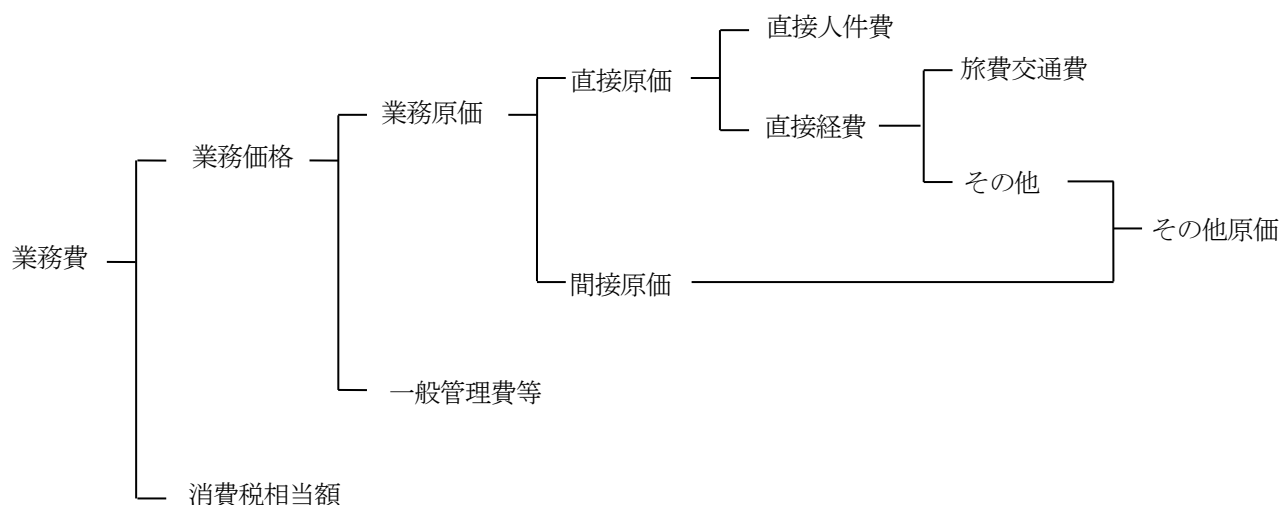 直接人件費
旅費交通費
直接原価
業務原価
直接経費
業務価格
その他
その他原価
業務費
間接原価
一般管理費等
消費税相当額